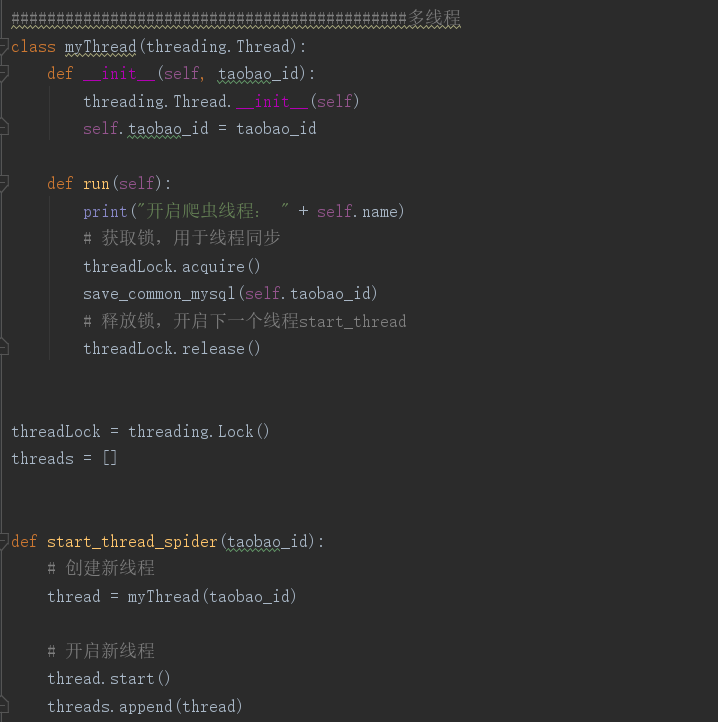 ############################################多线程
class myThread(threading.Thread):
    def __init__(self, taobao_id):
        threading.Thread.__init__(self)
        self.taobao_id = taobao_id
    def run(self):
        print("开启爬虫线程： " + self.name)
        # 获取锁，用于线程同步
        threadLock.acquire()
        save_common_mysql(self.taobao_id)
        # 释放锁，开启下一个线程start_thread
        threadLock.release()
threadLock = threading.Lock()
threads = []
def start_thread_spider(taobao_id):
    # 创建新线程
    thread = myThread(taobao_id)
    # 开启新线程
    thread.start()
    threads.append(thread)